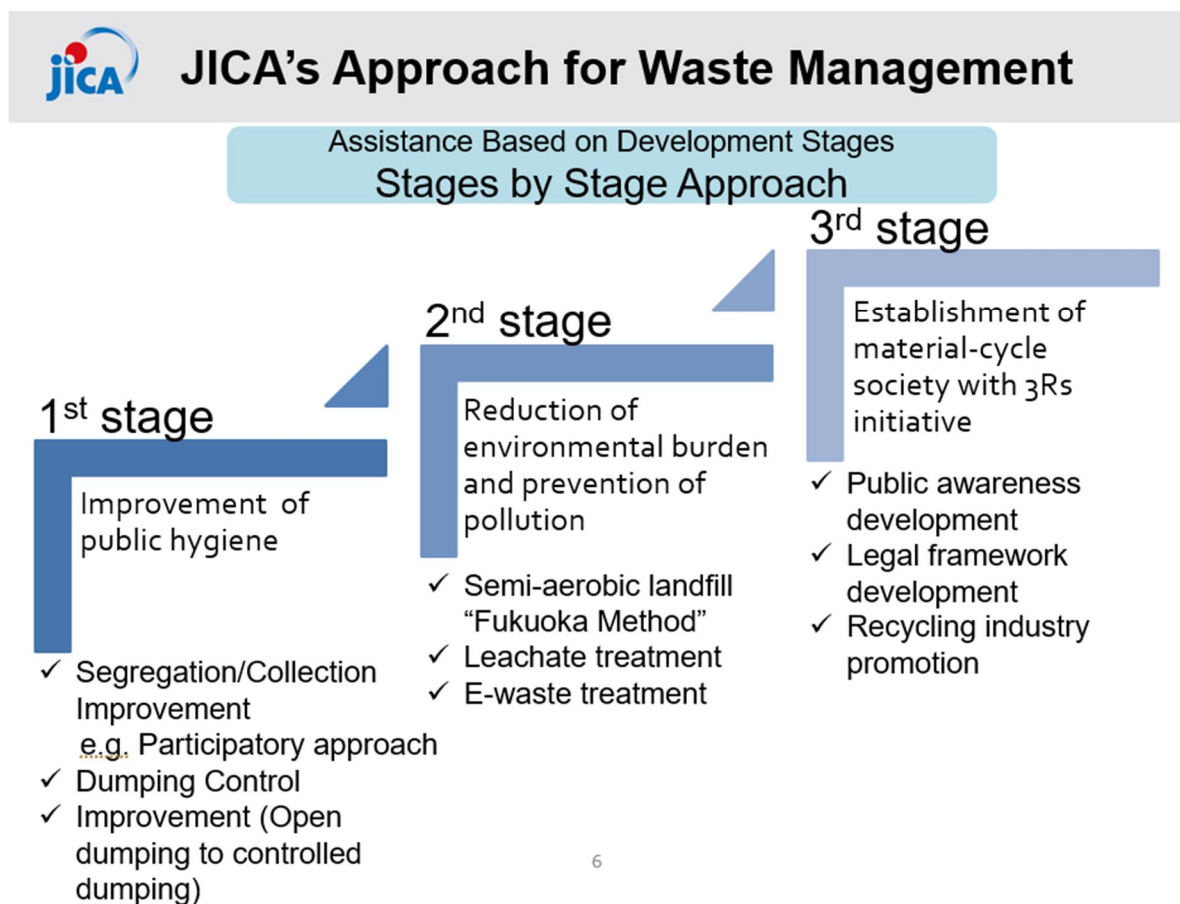 JICA
JICA's Approach for Waste Management
Assistance Based on Development Stages
Stages by Stage Approach
1st stage
Improvement of
public hygiene
✓ Segregation/Collection
Improvement
e.g. Participatory approach
✓ Dumping Control
✓ Improvement (Open
dumping to controlled
dumping)
2nd stage
Reduction of
environmental burden
and prevention of
pollution
✓ Semi-aerobic landfill
“Fukuoka Method”
✓ Leachate treatment
✓ E-waste treatment
3rd stage
Establishment of
material-cycle
society with 3Rs
initiative
✓ Public awareness
development
✓ Legal framework
development
✓ Recycling industry
promotion
6